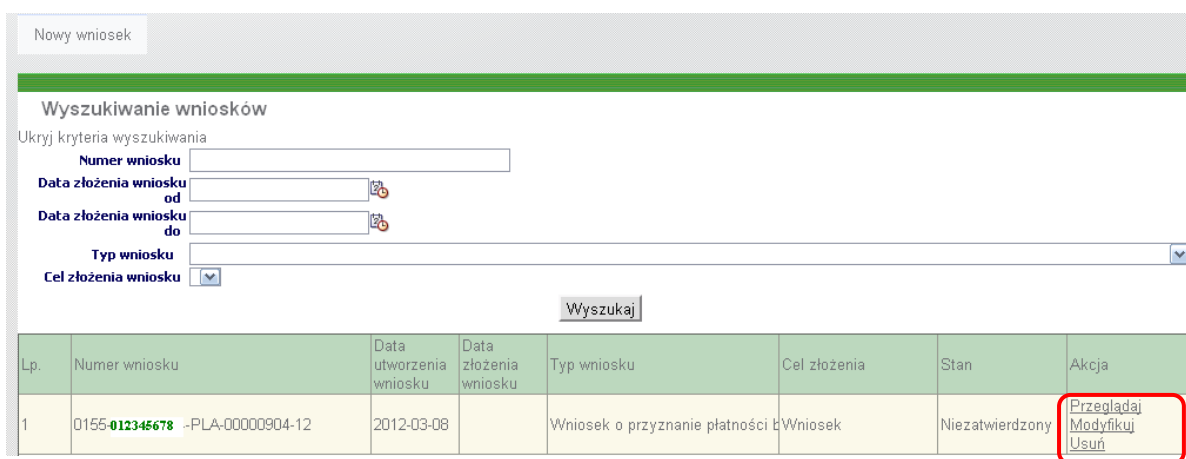 Nowy wniosek
Wyszukiwanie wniosków
Ukryj kryteria wyszukiwania
Numer wniosku
Data złożenia wniosku
od
Data złożenia wniosku
do
Typ wniosku
Cel złożenia wniosku
Wyszukaj
Lp. Numer wniosku Data utworzenia wniosku Data złożenia wniosku Typ wniosku Cel złożenia Stan Akcja
1 0155-012345678 -PLA-00000904-12 2012-03-08 Wniosek o przyznanie płatności b Wniosek Niezatwierdzony Przeglądaj
Modyfikuj
Usuń